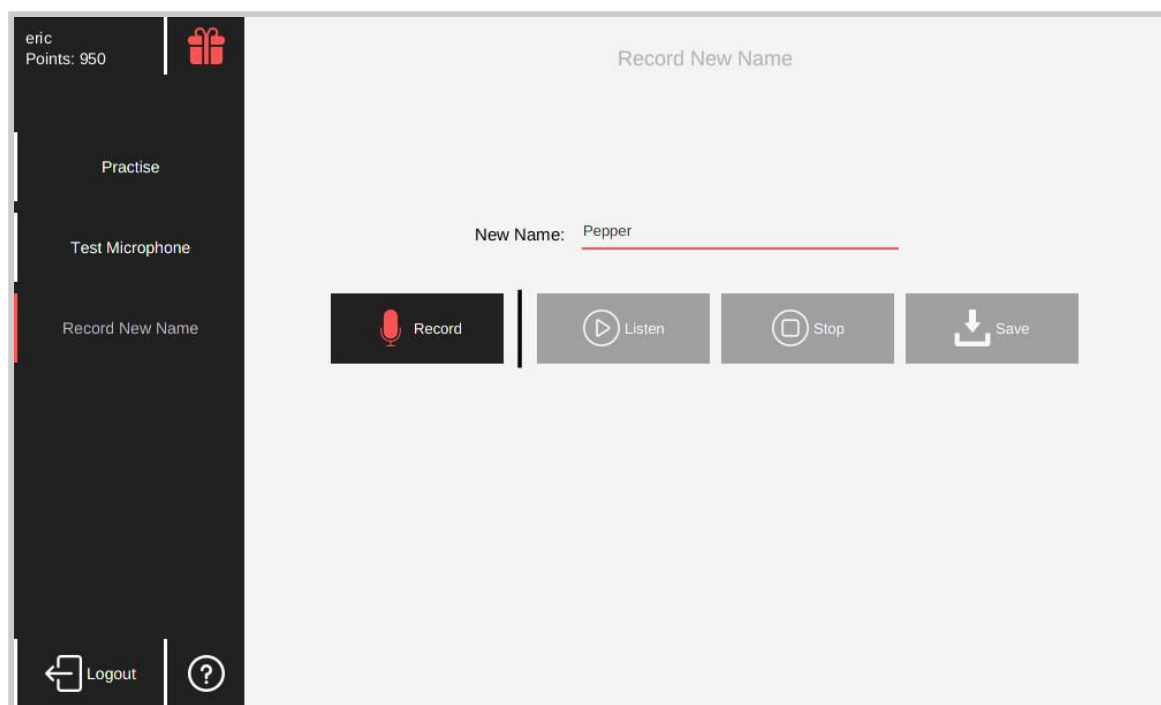 eric
Points: 950
Record New Name
Practise
Test Microphone
Record New Name
New Name: Pepper
Record Listen Stop Save
Logout ?